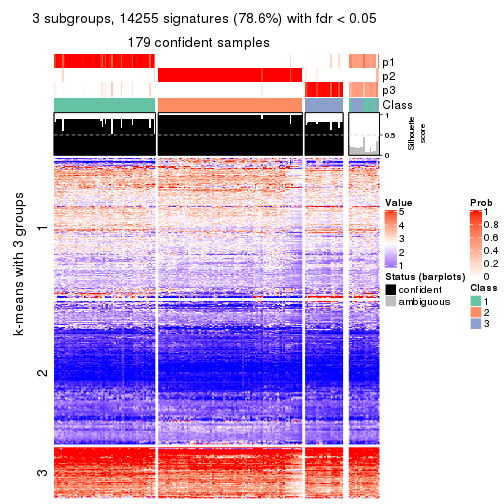 3 subgroups, 14255 signatures (78.6%) with fdr < 0.05
179 confident samples
p1
p2
p3
Class
1
0.5
0
Silhouette
score
k-means with 3 groups
1
2
3
Value
5
4
3
2
1
Status (barplots)
confident
ambiguous
Prob
1
0.8
0.6
0.4
0.2
0
Class
1
2
3